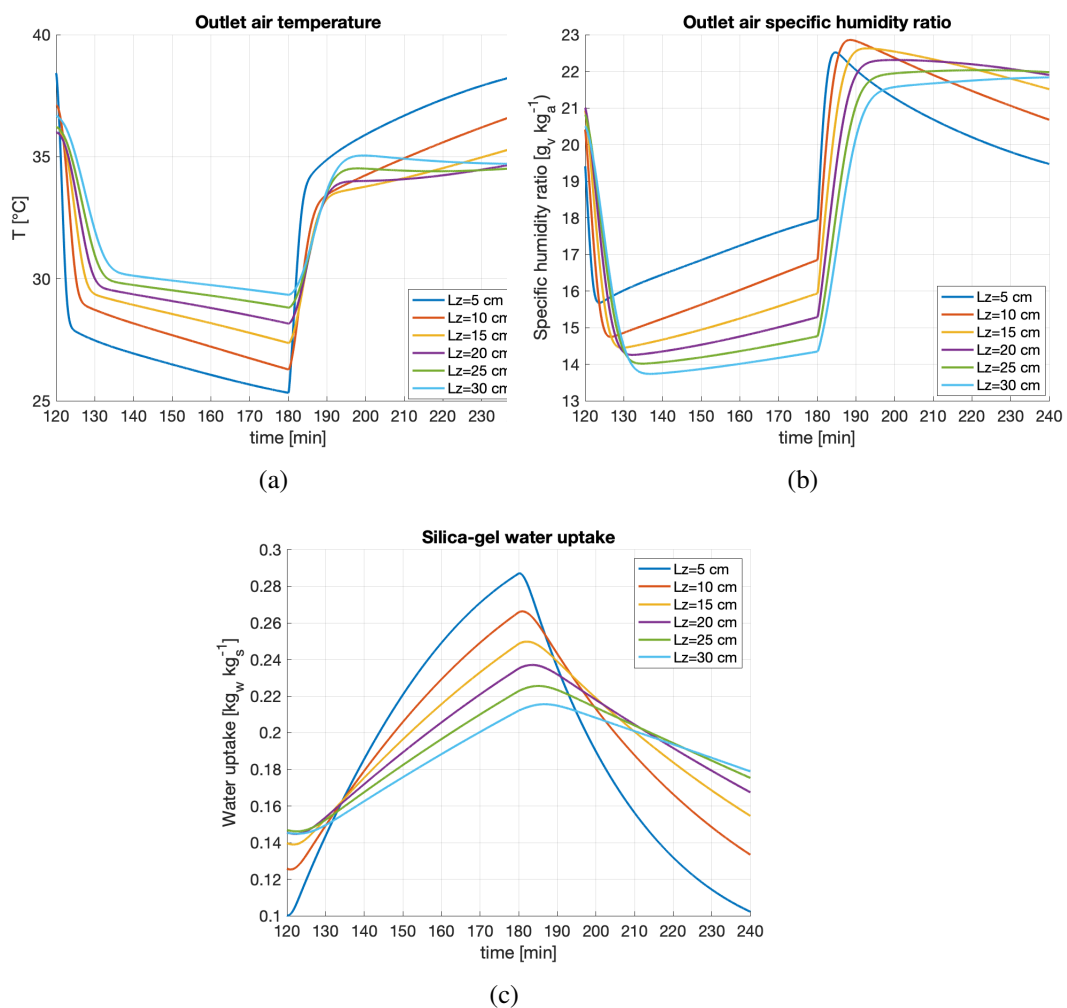 Outlet air temperature
T [°C]
40
35
30
25
120 130 140 150 160 170 180 190 200 210 220 230
time [min]
Lz=5 cm
Lz=10 cm
Lz=15 cm
Lz=20 cm
Lz=25 cm
Lz=30 cm
(a)
Outlet air specific humidity ratio
Specific humidity ratio [g_v kg_a^-1]
23
22
21
20
19
18
17
16
15
14
13
120 130 140 150 160 170 180 190 200 210 220 230 240
time [min]
Lz=5 cm
Lz=10 cm
Lz=15 cm
Lz=20 cm
Lz=25 cm
Lz=30 cm
(b)
Silica-gel water uptake
Water uptake [kg_w kg_s^-1]
0.3
0.28
0.26
0.24
0.22
0.2
0.18
0.16
0.14
0.12
0.1
120 130 140 150 160 170 180 190 200 210 220 230 240
time [min]
Lz=5 cm
Lz=10 cm
Lz=15 cm
Lz=20 cm
Lz=25 cm
Lz=30 cm
(c)